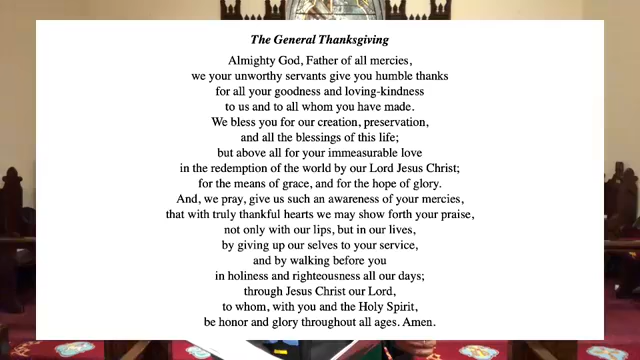 The General Thanksgiving
Almighty God, Father of all mercies,
we your unworthy servants give you humble thanks
for all your goodness and loving-kindness
to us and to all whom you have made.
We bless you for our creation, preservation,
and all the blessings of this life;
but above all for your immeasurable love
in the redemption of the world by our Lord Jesus Christ;
for the means of grace, and for the hope of glory.
And, we pray, give us such an awareness of your mercies,
that with truly thankful hearts we may show forth your praise,
not only with our lips, but in our lives,
by giving up our selves to your service,
and by walking before you
in holiness and righteousness all our days;
through Jesus Christ our Lord,
to whom, with you and the Holy Spirit,
be honor and glory throughout all ages. Amen.